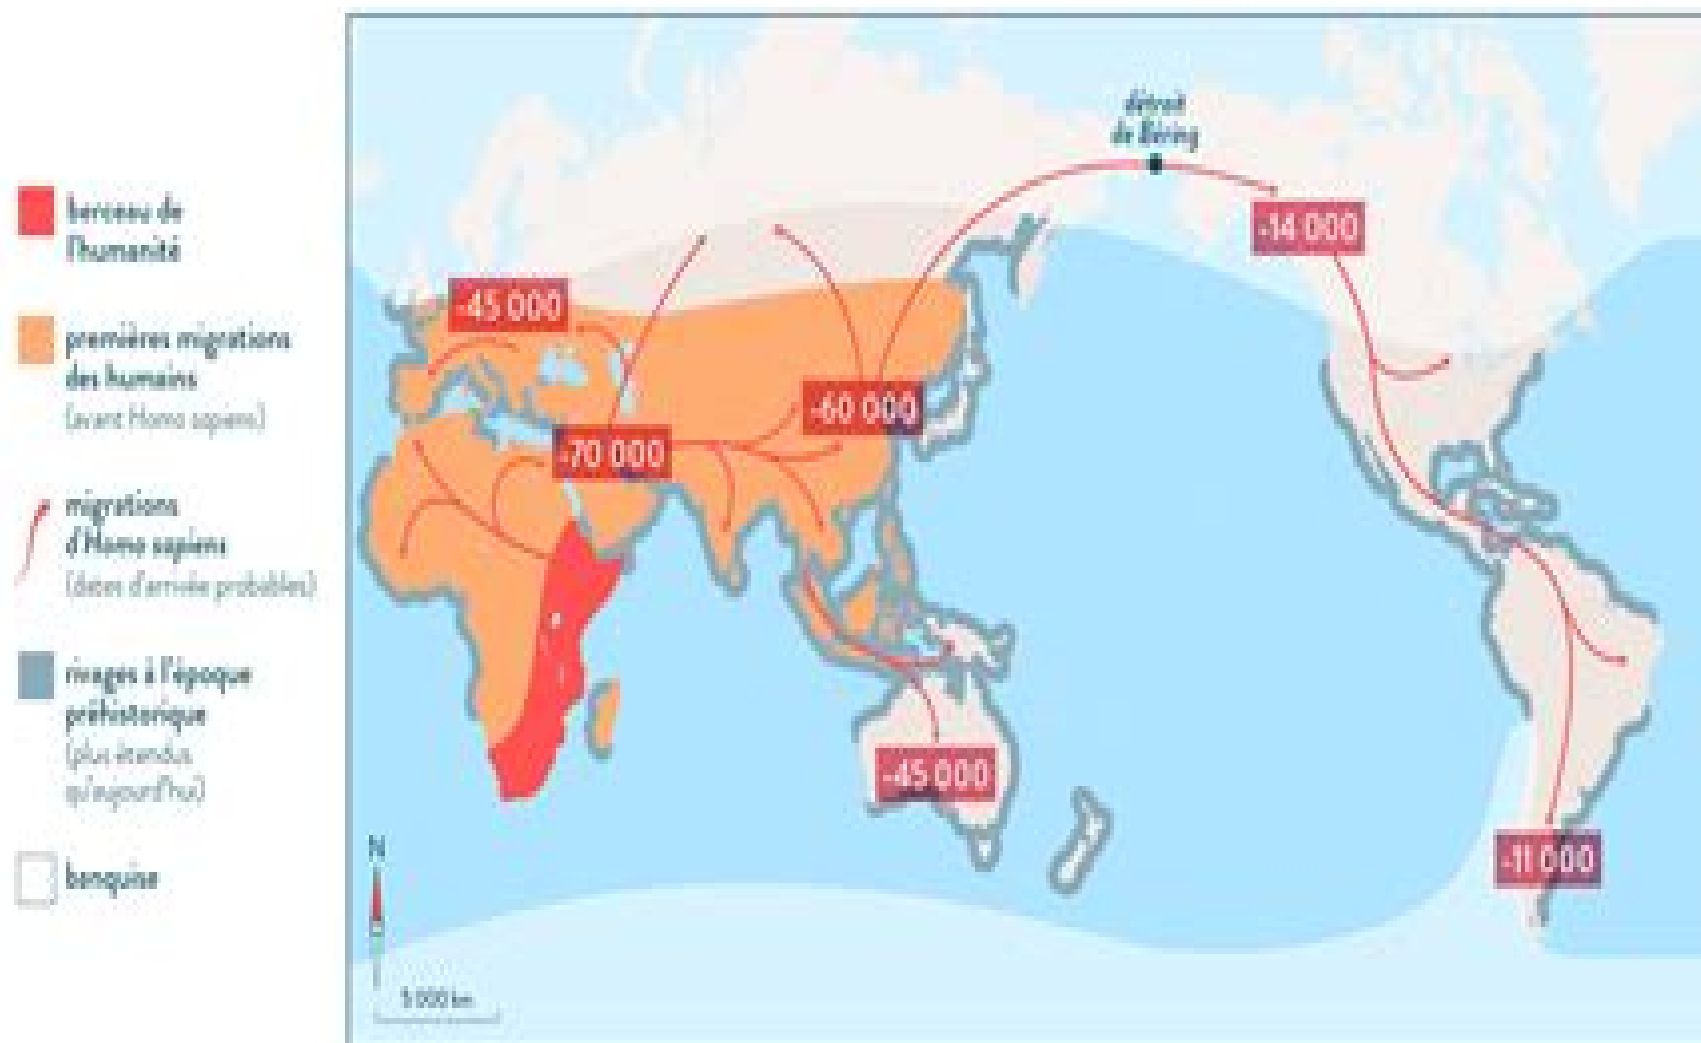 berceau de
l'humanité
premières migrations
des humains
(avant Homo sapiens)
migrations
d'Homo sapiens
(dates d'arrivée probables)
rivages à l'époque
préhistorique
(plus étendus
qu'aujourd'hui)
banquise
détroit
de Béring
-14 000
-45 000
-60 000
-70 000
-45 000
-11 000
N
5 000 km